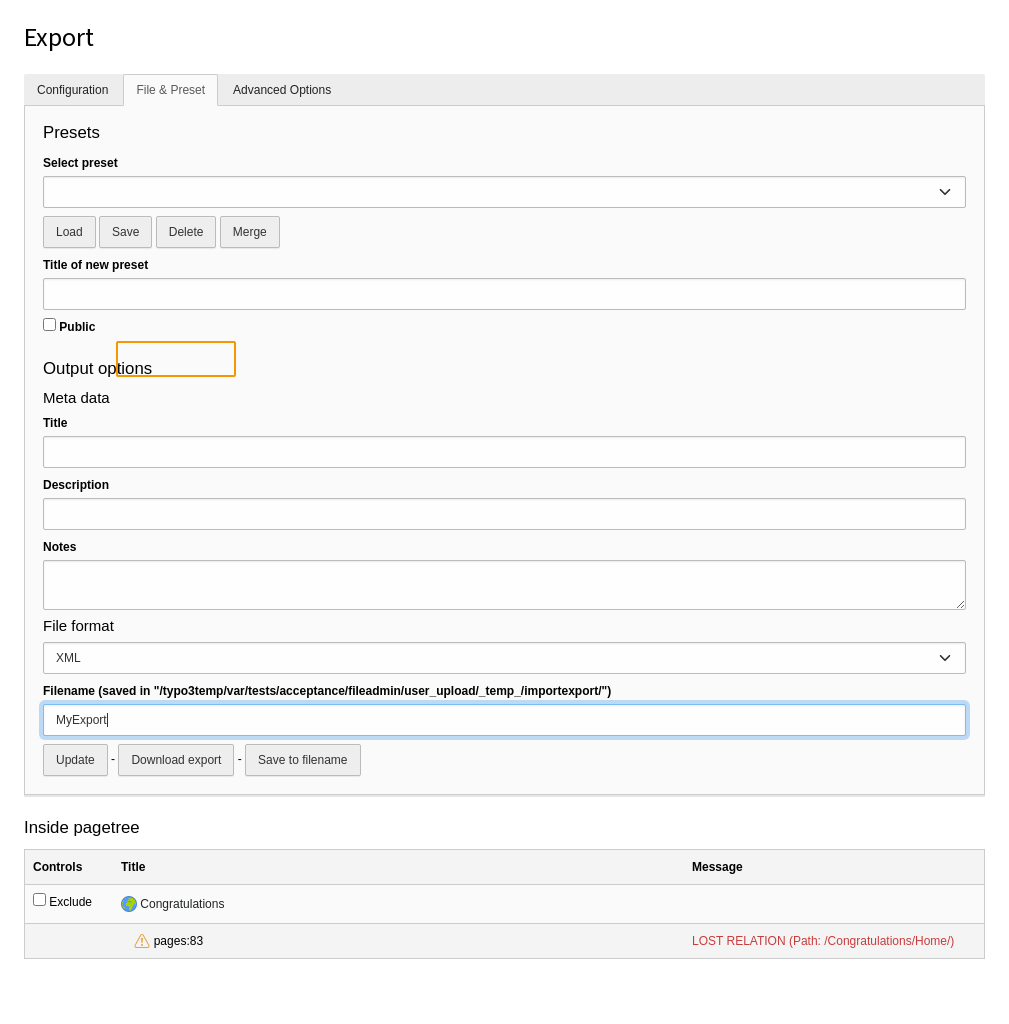 Export
Configuration File & Preset Advanced Options
Presets
Select preset
Load Save Delete Merge
Title of new preset
Public
Output options
Meta data
Title
Description
Notes
File format
XML
Filename (saved in "/typo3temp/var/tests/acceptance/fileadmin/user_upload/_temp_/importexport/")
MyExport
Update - Download export - Save to filename
Inside pagetree
Controls Title Message
Exclude Congratulations
pages:83 LOST RELATION (Path: /Congratulations/Home/)